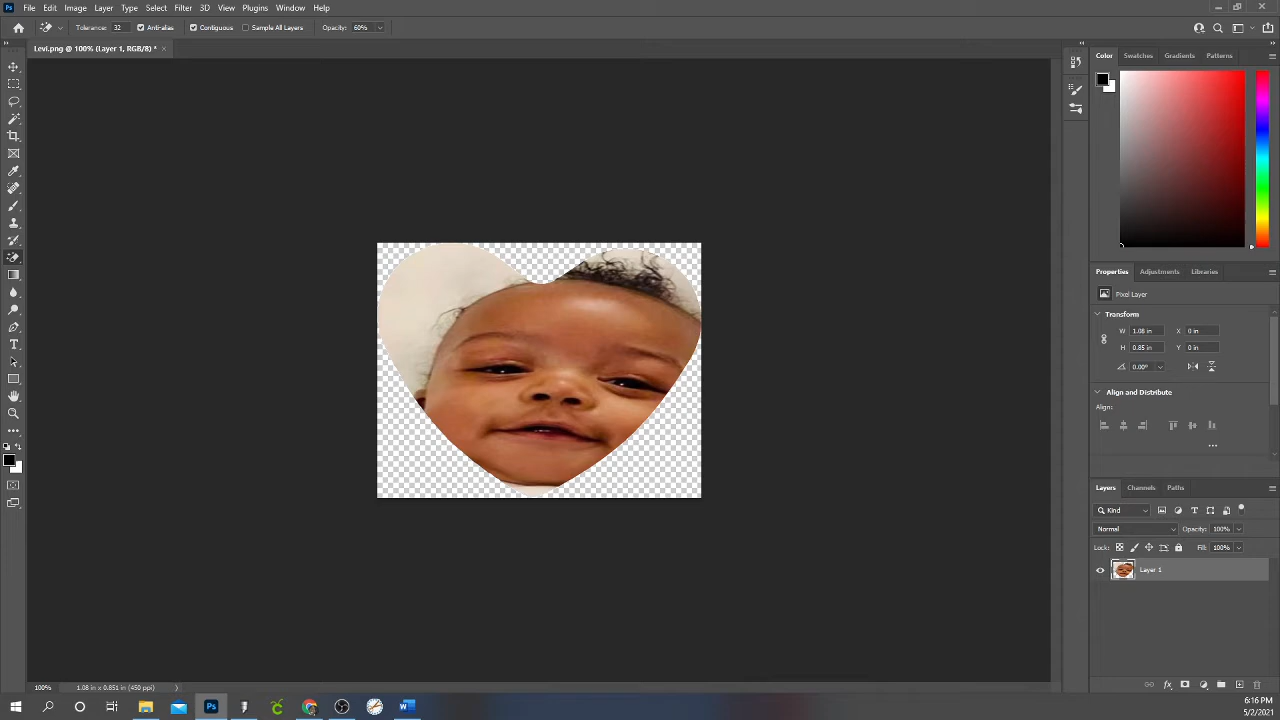 Ps File Edit Image Layer Type Select Filter 3D View Plugins Window Help
Tolerance: 32 Anti-alias Contiguous Sample All Layers Opacity: 60%
Levi.png @ 100% (Layer 1, RGB/8) *
Color Swatches Gradients Patterns
Properties Adjustments Libraries
Pixel Layer
Transform
W 1.08 in X 0 in
H 0.85 in Y 0 in
0.00°
Align and Distribute
Align:
Layers Channels Paths
Kind
Normal Opacity: 100%
Lock: Fill: 100%
Layer 1
100% 1.08 in x 0.851 in (450 ppi)
Ps W
6:16 PM
5/2/2021